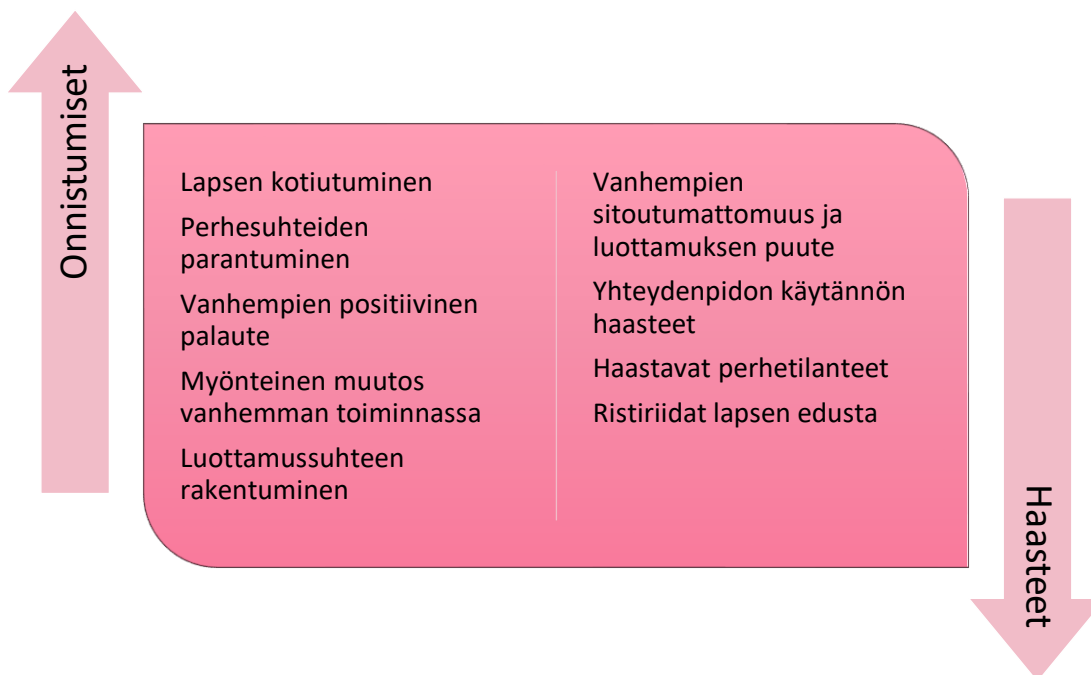 Onnistumiset
Lapsen kotiutuminen
Perhesuhteiden
parantuminen
Vanhempien positiivinen
palaute
Myönteinen muutos
vanhemman toiminnassa
Luottamussuhteen
rakentuminen
Vanhempien
sitoutumattomuus ja
luottamuksen puute
Yhteydenpidon käytännön
haasteet
Haastavat perhetilanteet
Ristiriidat lapsen edusta
Haasteet